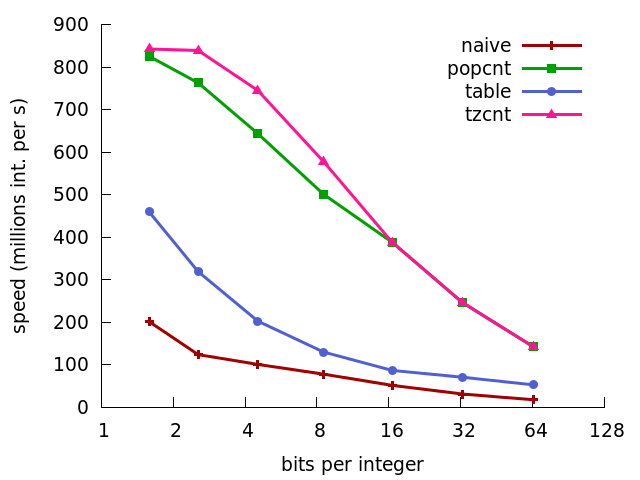 900
800
700
600
500
400
300
200
100
0
speed (millions int. per s)
naive
popcnt
table
tzcnt
1 2 4 8 16 32 64 128
bits per integer